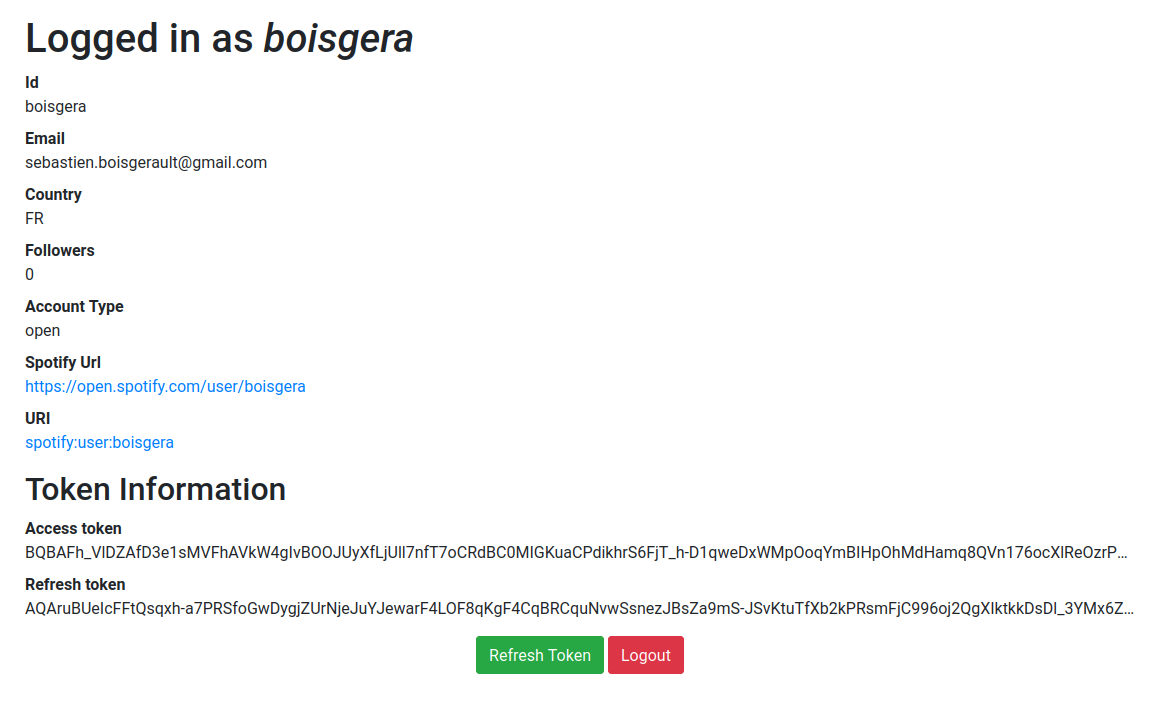 Logged in as boisgera
Id
boisgera
Email
sebastien.boisgerault@gmail.com
Country
FR
Followers
0
Account Type
open
Spotify Url
https://open.spotify.com/user/boisgera
URI
spotify:user:boisgera
Token Information
Access token
BQBAFh_VIDZAfD3e1sMVFhAVkW4gIvBOOJUyXfLjUIl7nfT7oCRdBC0MIGKuaCPdikhrS6FjT_h-D1qweDxWMpOoqYmBIHpOhMdHamq8QVn176ocXIReOzrP...
Refresh token
AQAruBUeIcFFtQsqxh-a7PRSfoGwDygjZUrNjeJuYJewarF4LOF8qKgF4CqBRCquNvwSsnezJBsZa9mS-JSvKtuTfXb2kPRsmFjC996oj2QgXIktkkDsDI_3YMx6Z...
Refresh Token
Logout